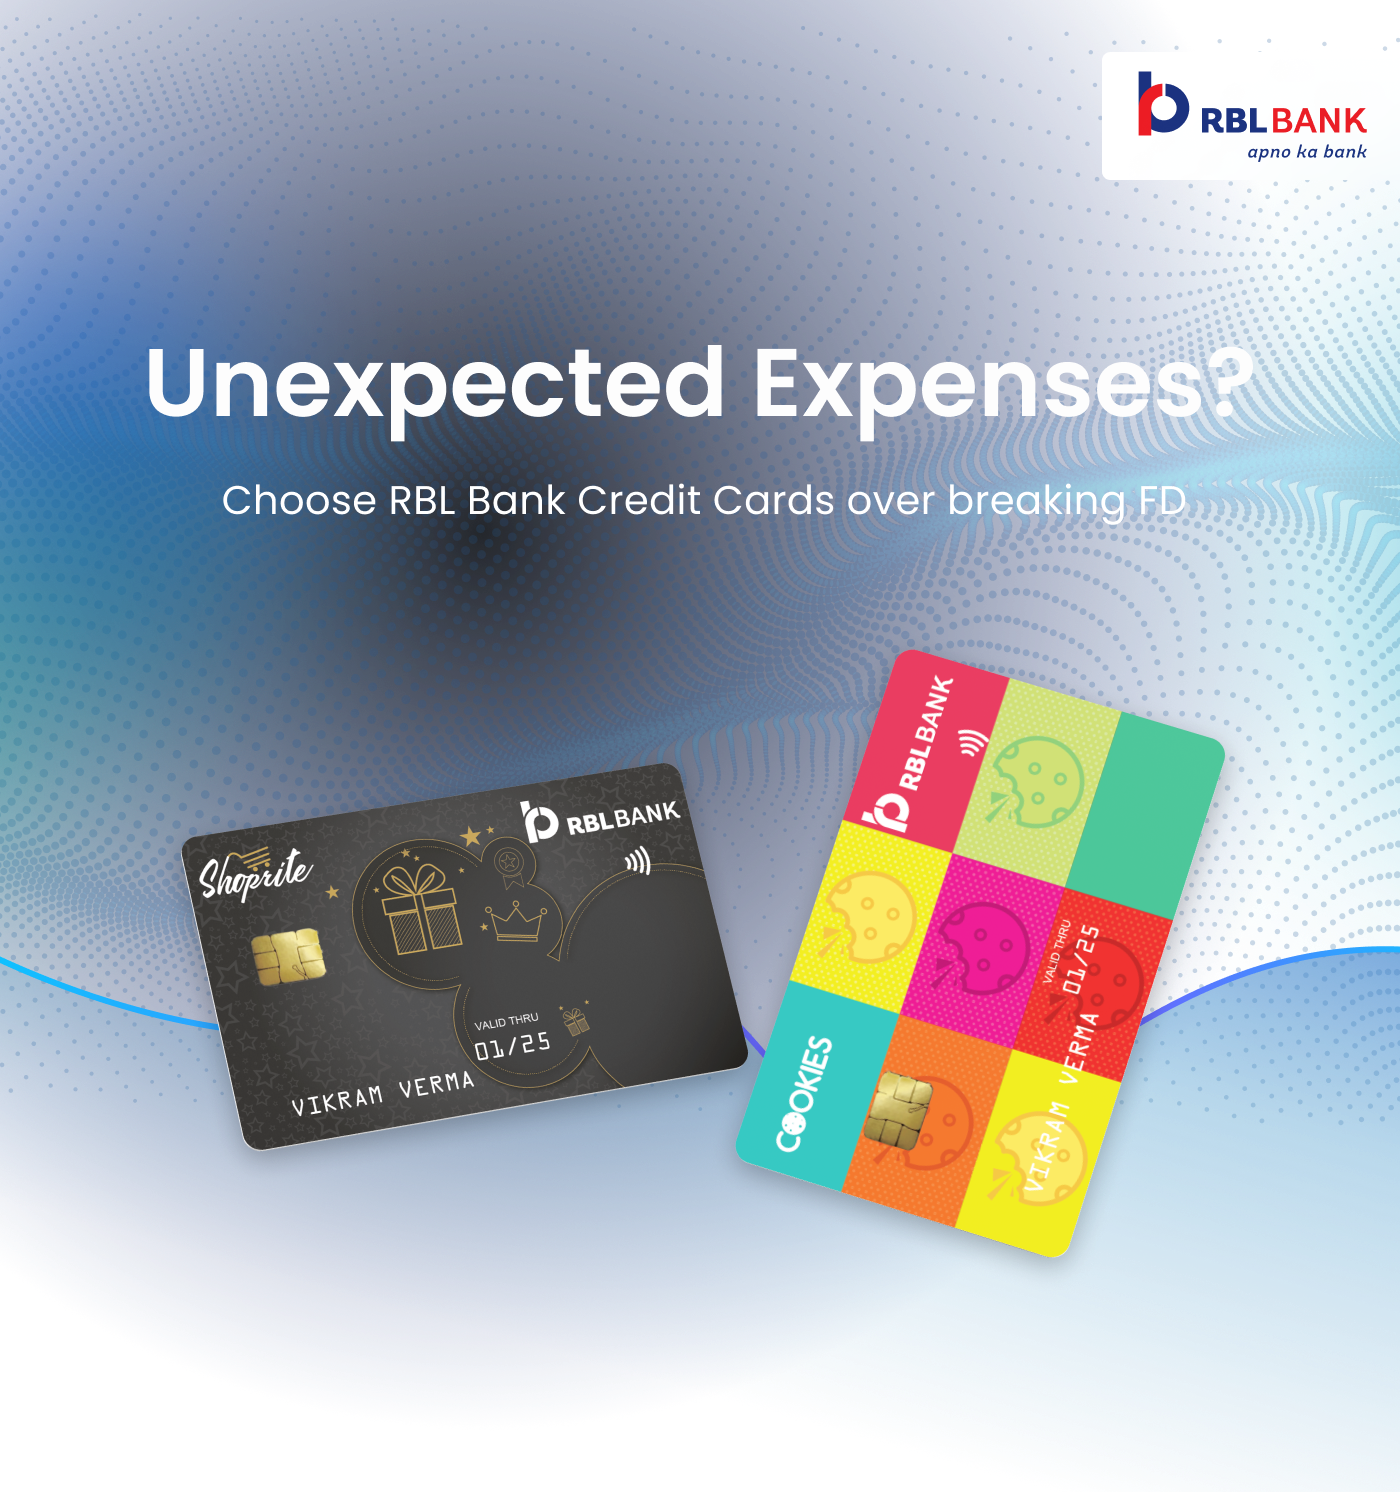 RBLBANK
apno ka bank
Unexpected Expenses?
Choose RBL Bank Credit Cards over breaking FD
Shoprite
RBLBANK
VALID THRU
01/25
VIKRAM VERMA
RBLBANK
COOKIES
VALID THRU
01/25
VIKRAM VERMA